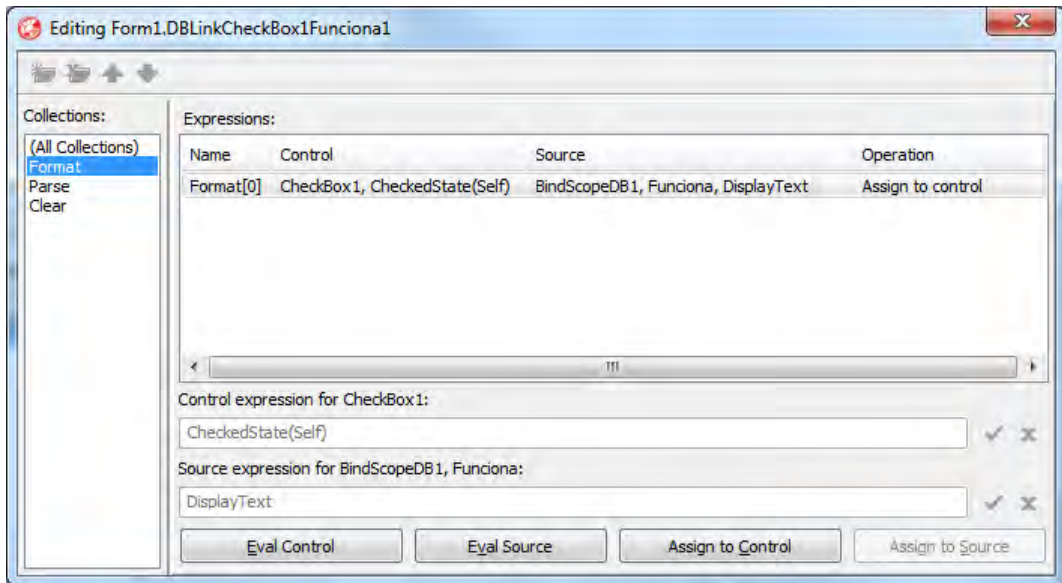 Editing Form1.DBLinkCheckBox1Funciona1
Collections:
(All Collections)
Format
Parse
Clear
Expressions:
Name Control Source Operation
Format[0] CheckBox1, CheckedState(Self) BindScopeDB1, Funciona, DisplayText Assign to control
Control expression for CheckBox1:
CheckedState(Self)
Source expression for BindScopeDB1, Funciona:
DisplayText
Eval Control Eval Source Assign to Control Assign to Source